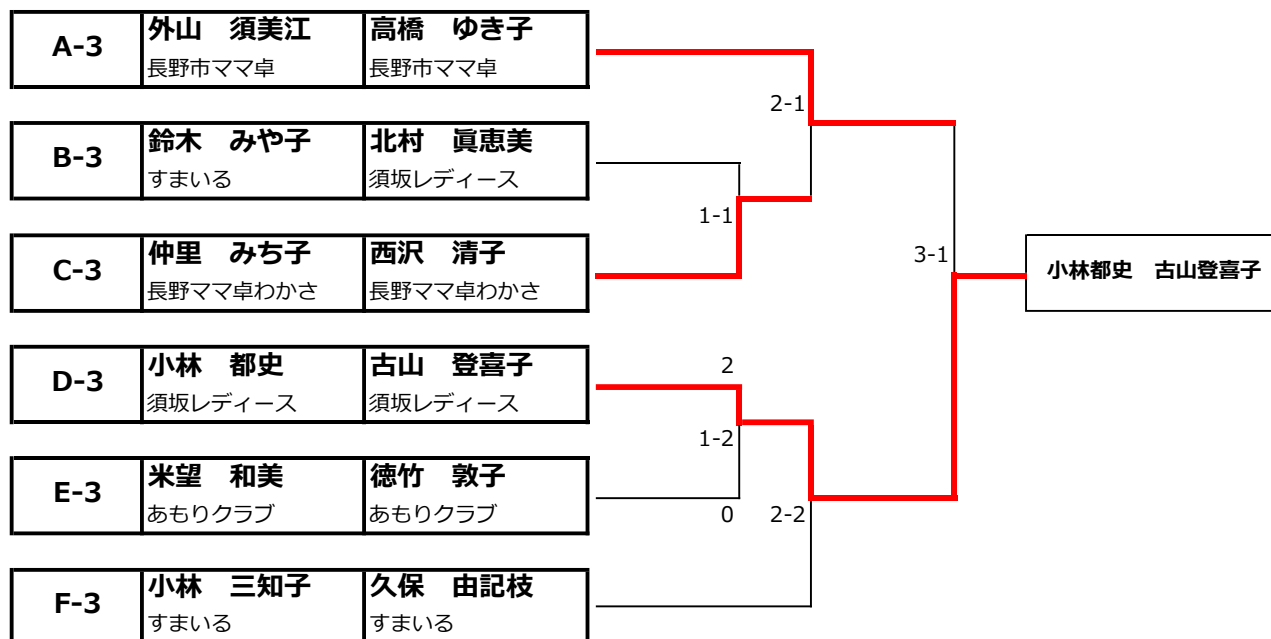 A-3 外山　須美江 高橋　ゆき子
長野市ママ卓 長野市ママ卓
2-1
B-3 鈴木　みや子 北村　眞恵美
すまいる 須坂レディース
1-1
C-3 仲里　みち子 西沢　清子
長野ママ卓わかさ 長野ママ卓わかさ
3-1
小林都史　古山登喜子
D-3 小林　都史 古山　登喜子
須坂レディース 須坂レディース
2
1-2
E-3 米望　和美 徳竹　敦子
あもりクラブ あもりクラブ
0
2-2
F-3 小林　三知子 久保　由記枝
すまいる すまいる